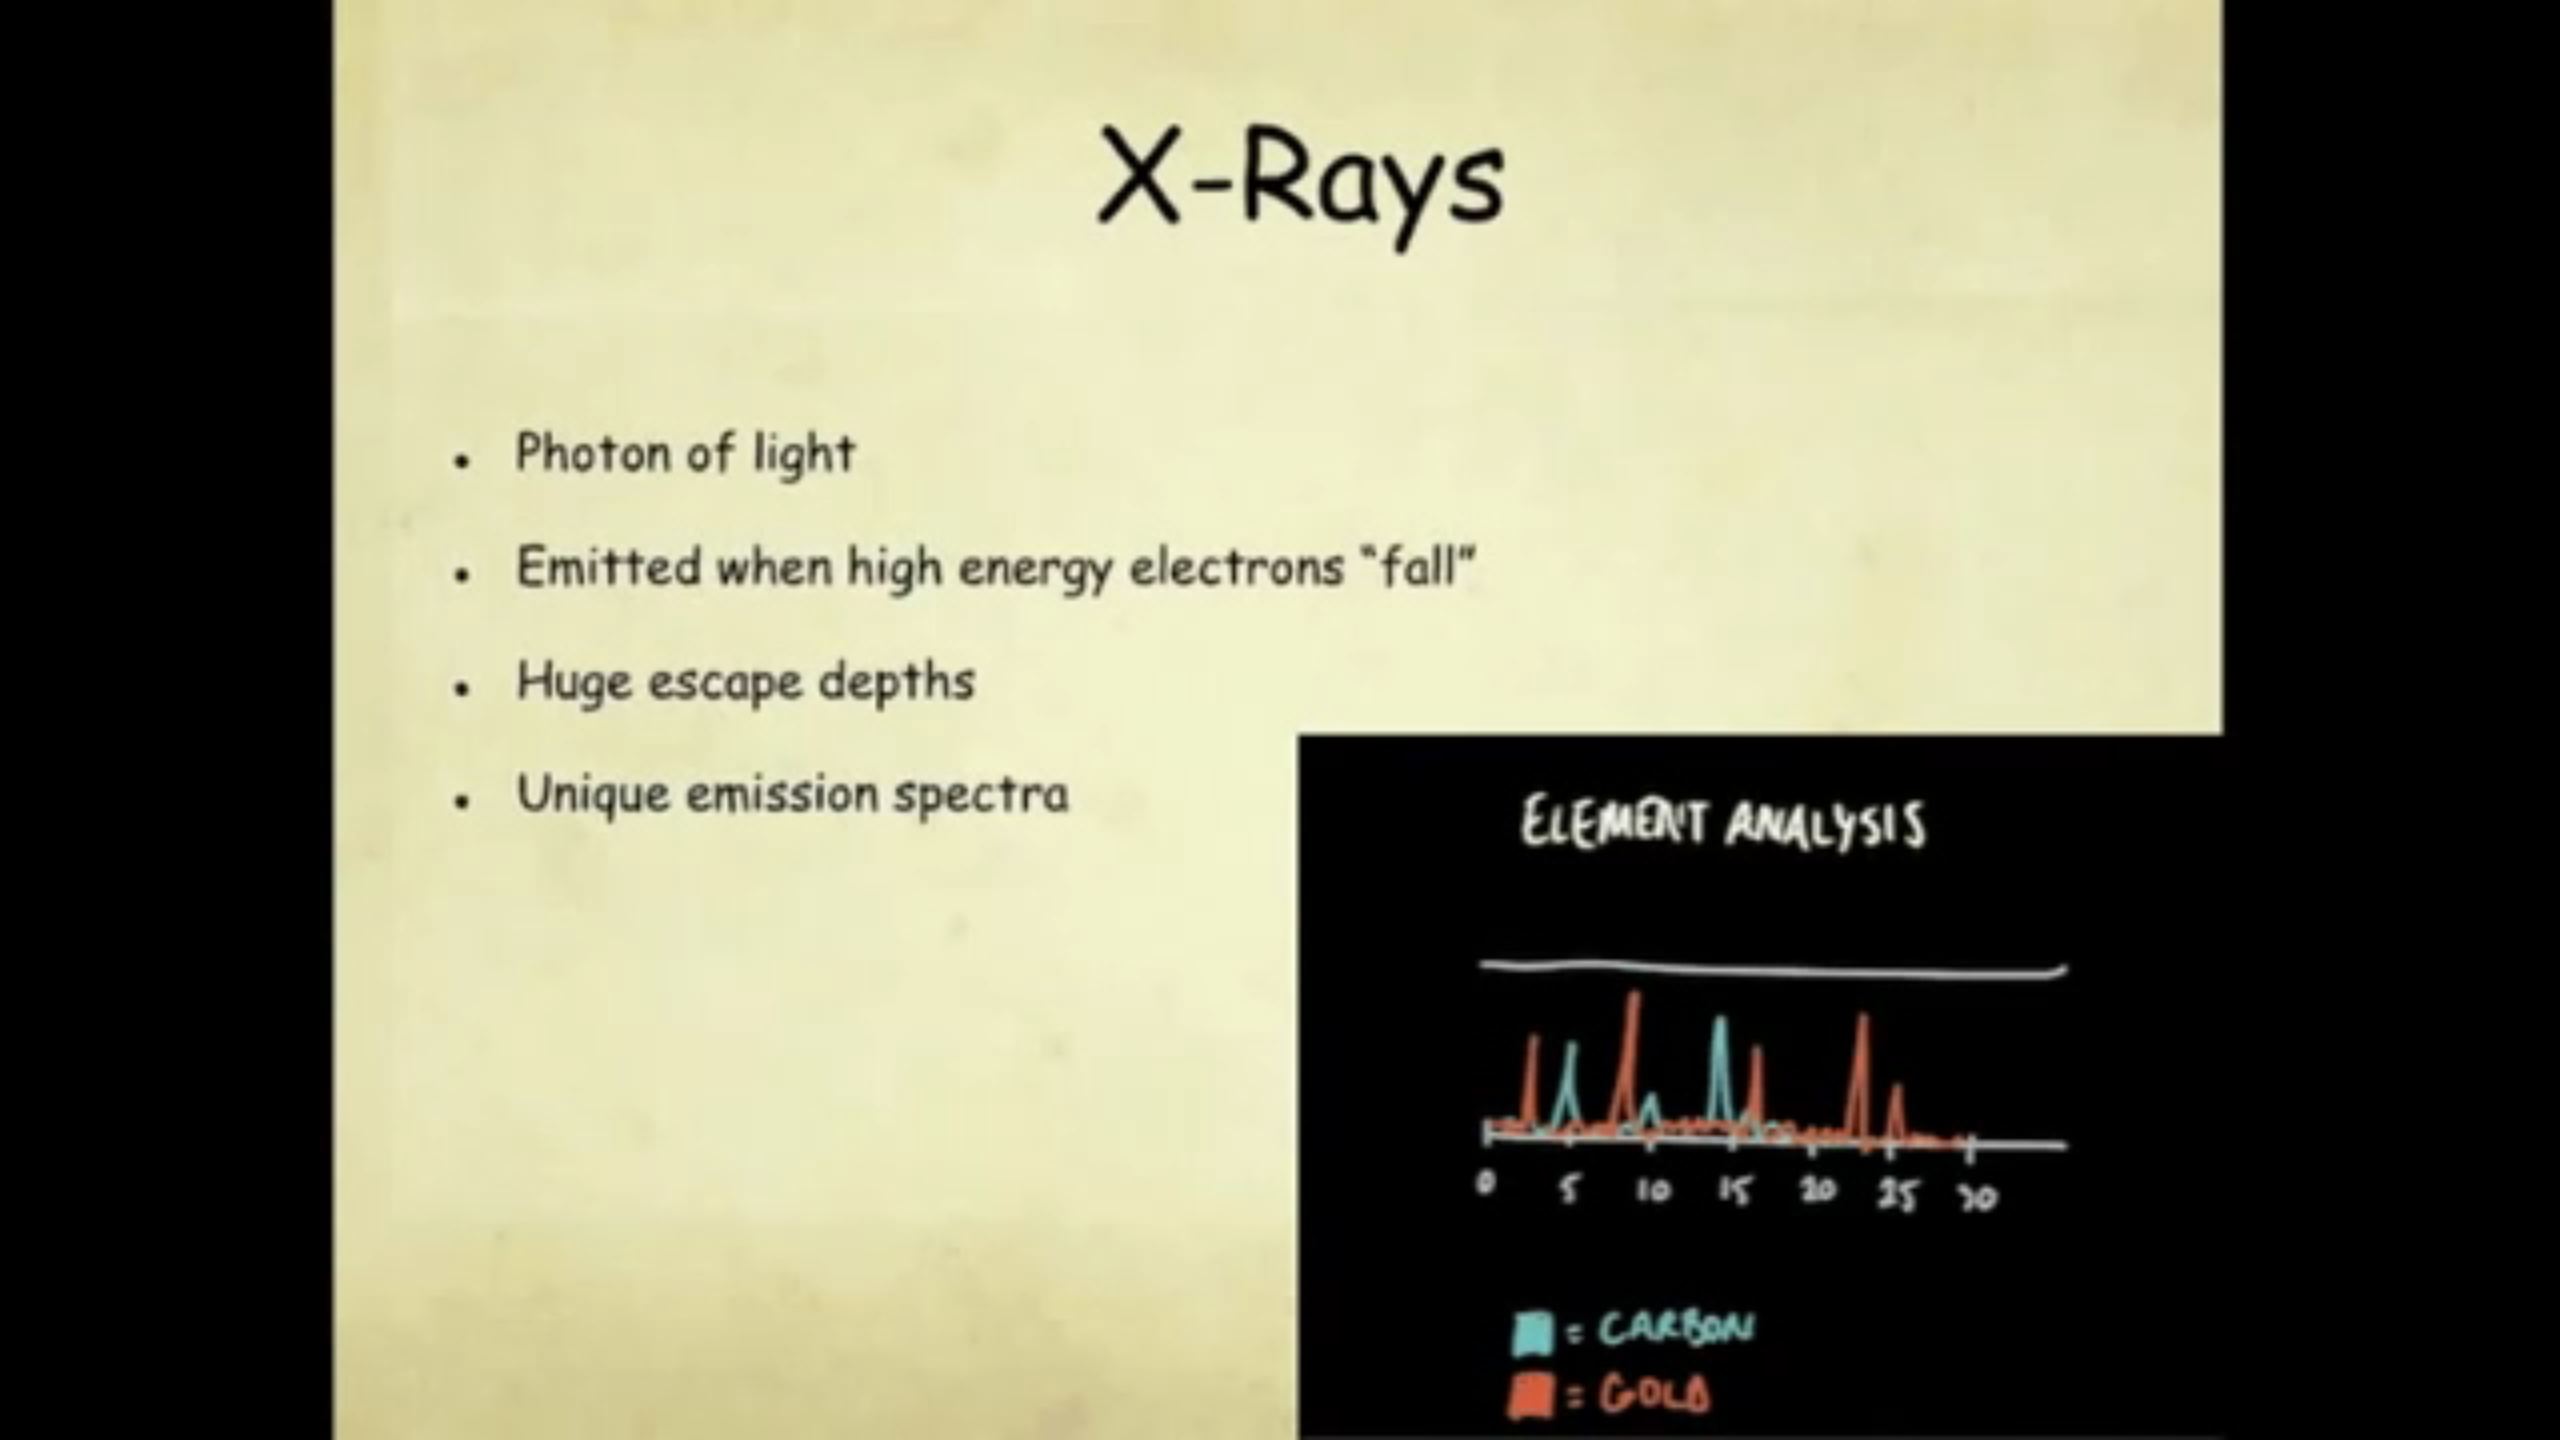 X-Rays
• Photon of light
• Emitted when high energy electrons “fall”
• Huge escape depths
• Unique emission spectra
ELEMENT ANALYSIS
0 5 10 15 20 25 30
= CARBON
= GOLD